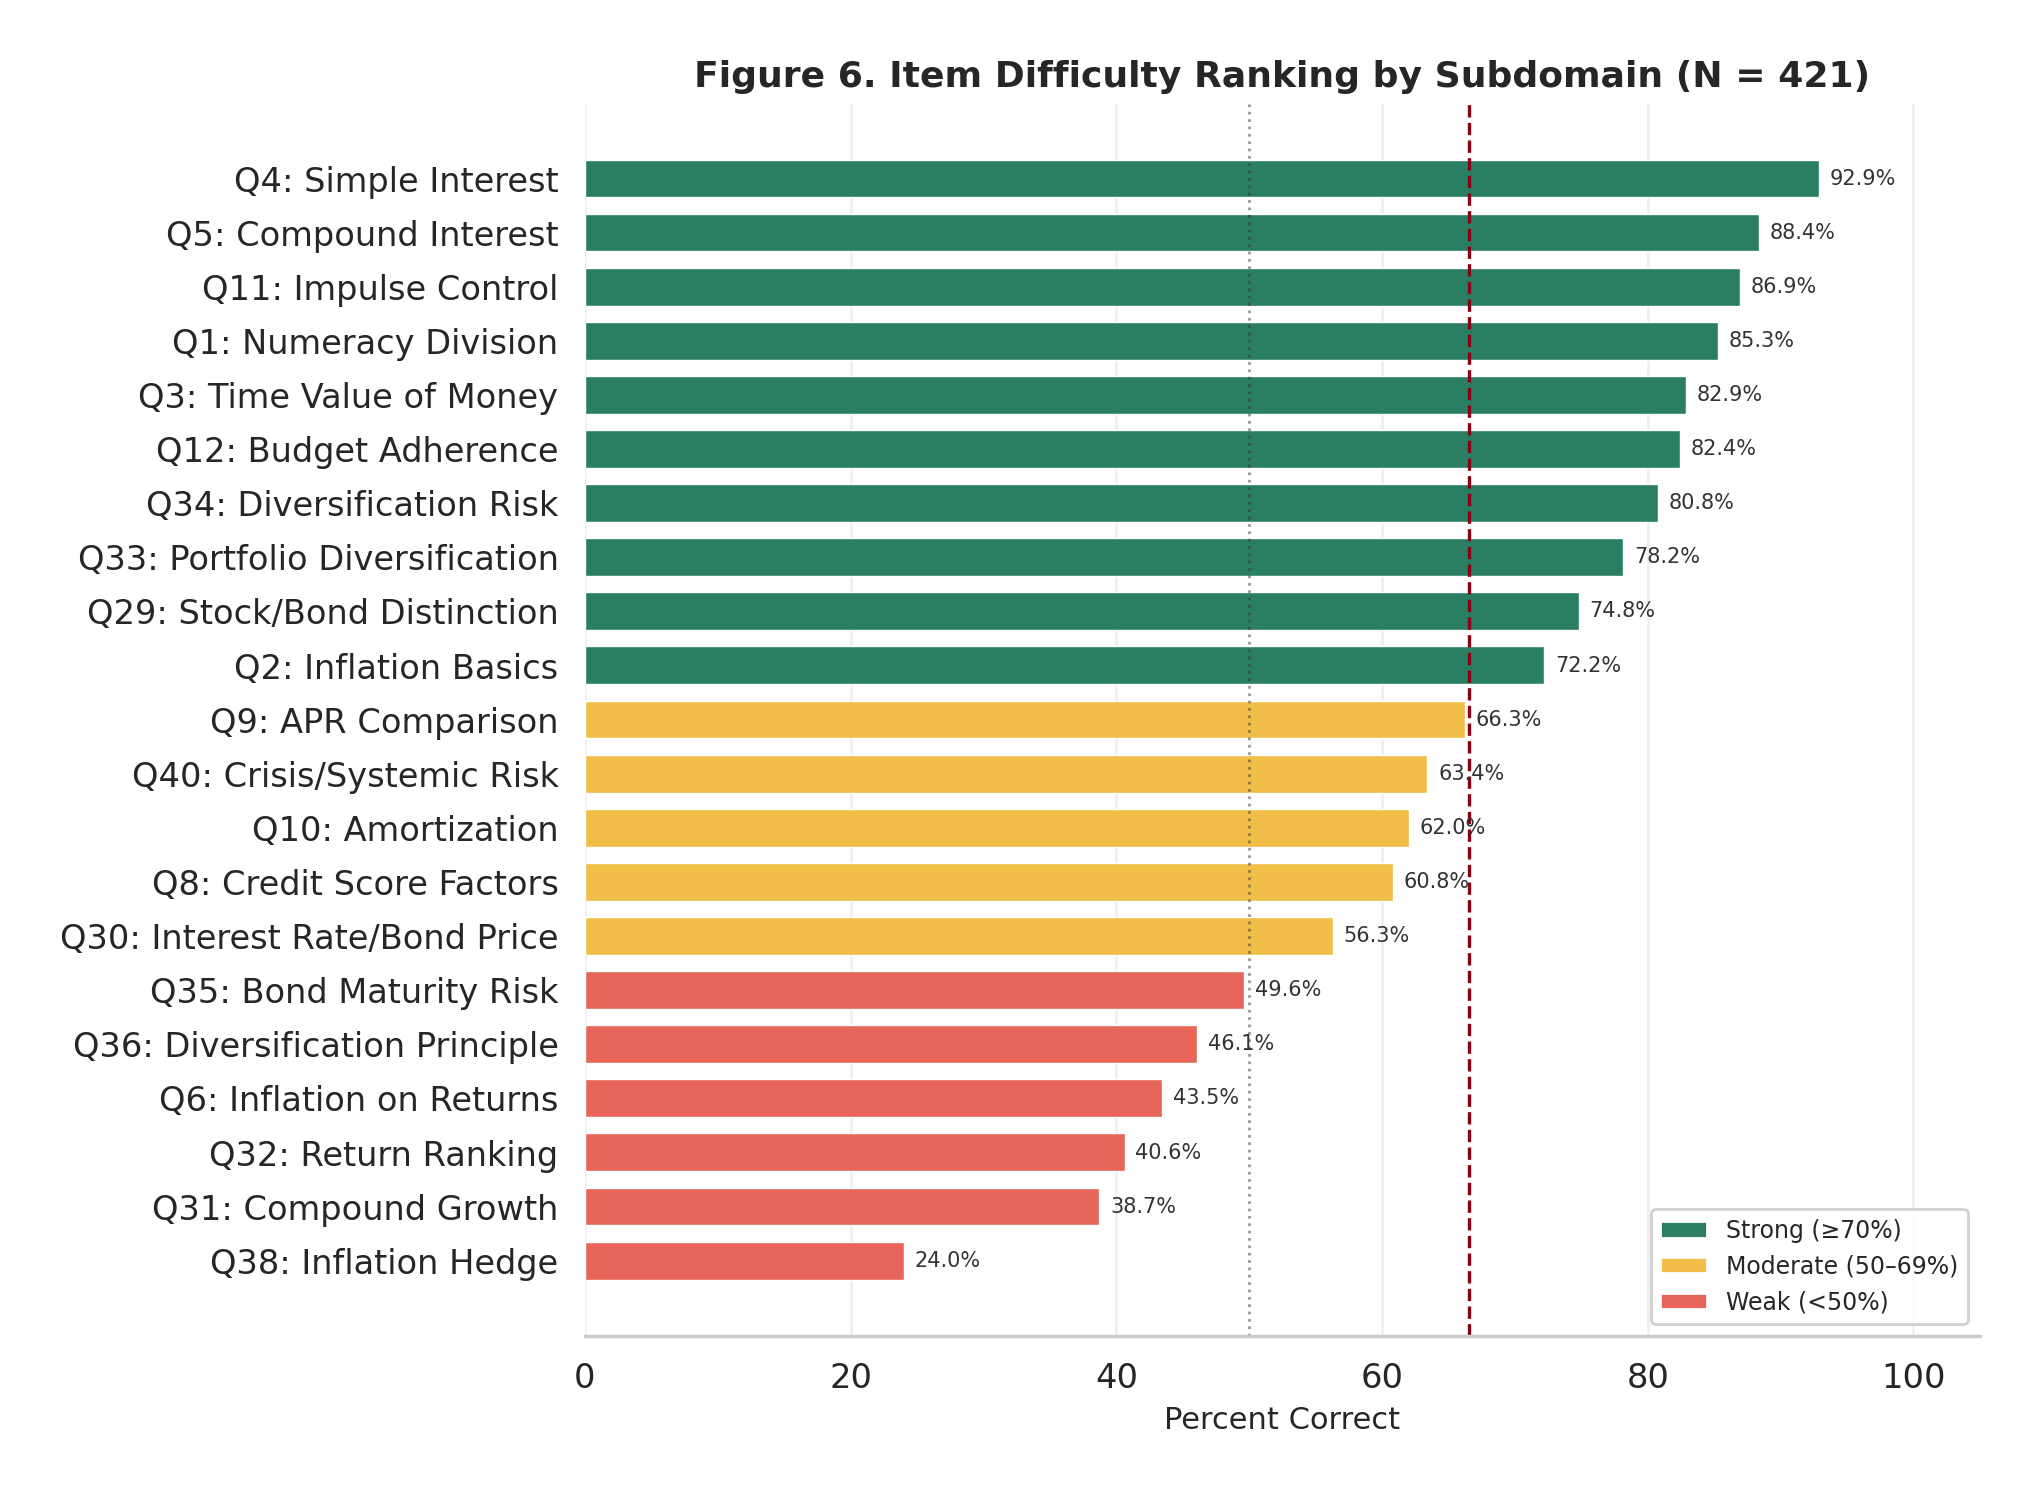 Figure 6. Item Difficulty Ranking by Subdomain (N = 421)
Q4: Simple Interest 92.9%
Q5: Compound Interest 88.4%
Q11: Impulse Control 86.9%
Q1: Numeracy Division 85.3%
Q3: Time Value of Money 82.9%
Q12: Budget Adherence 82.4%
Q34: Diversification Risk 80.8%
Q33: Portfolio Diversification 78.2%
Q29: Stock/Bond Distinction 74.8%
Q2: Inflation Basics 72.2%
Q9: APR Comparison 66.3%
Q40: Crisis/Systemic Risk 63.4%
Q10: Amortization 62.0%
Q8: Credit Score Factors 60.8%
Q30: Interest Rate/Bond Price 56.3%
Q35: Bond Maturity Risk 49.6%
Q36: Diversification Principle 46.1%
Q6: Inflation on Returns 43.5%
Q32: Return Ranking 40.6%
Q31: Compound Growth 38.7%
Q38: Inflation Hedge 24.0%
Strong (≥70%)
Moderate (50–69%)
Weak (<50%)
0 20 40 60 80 100
Percent Correct